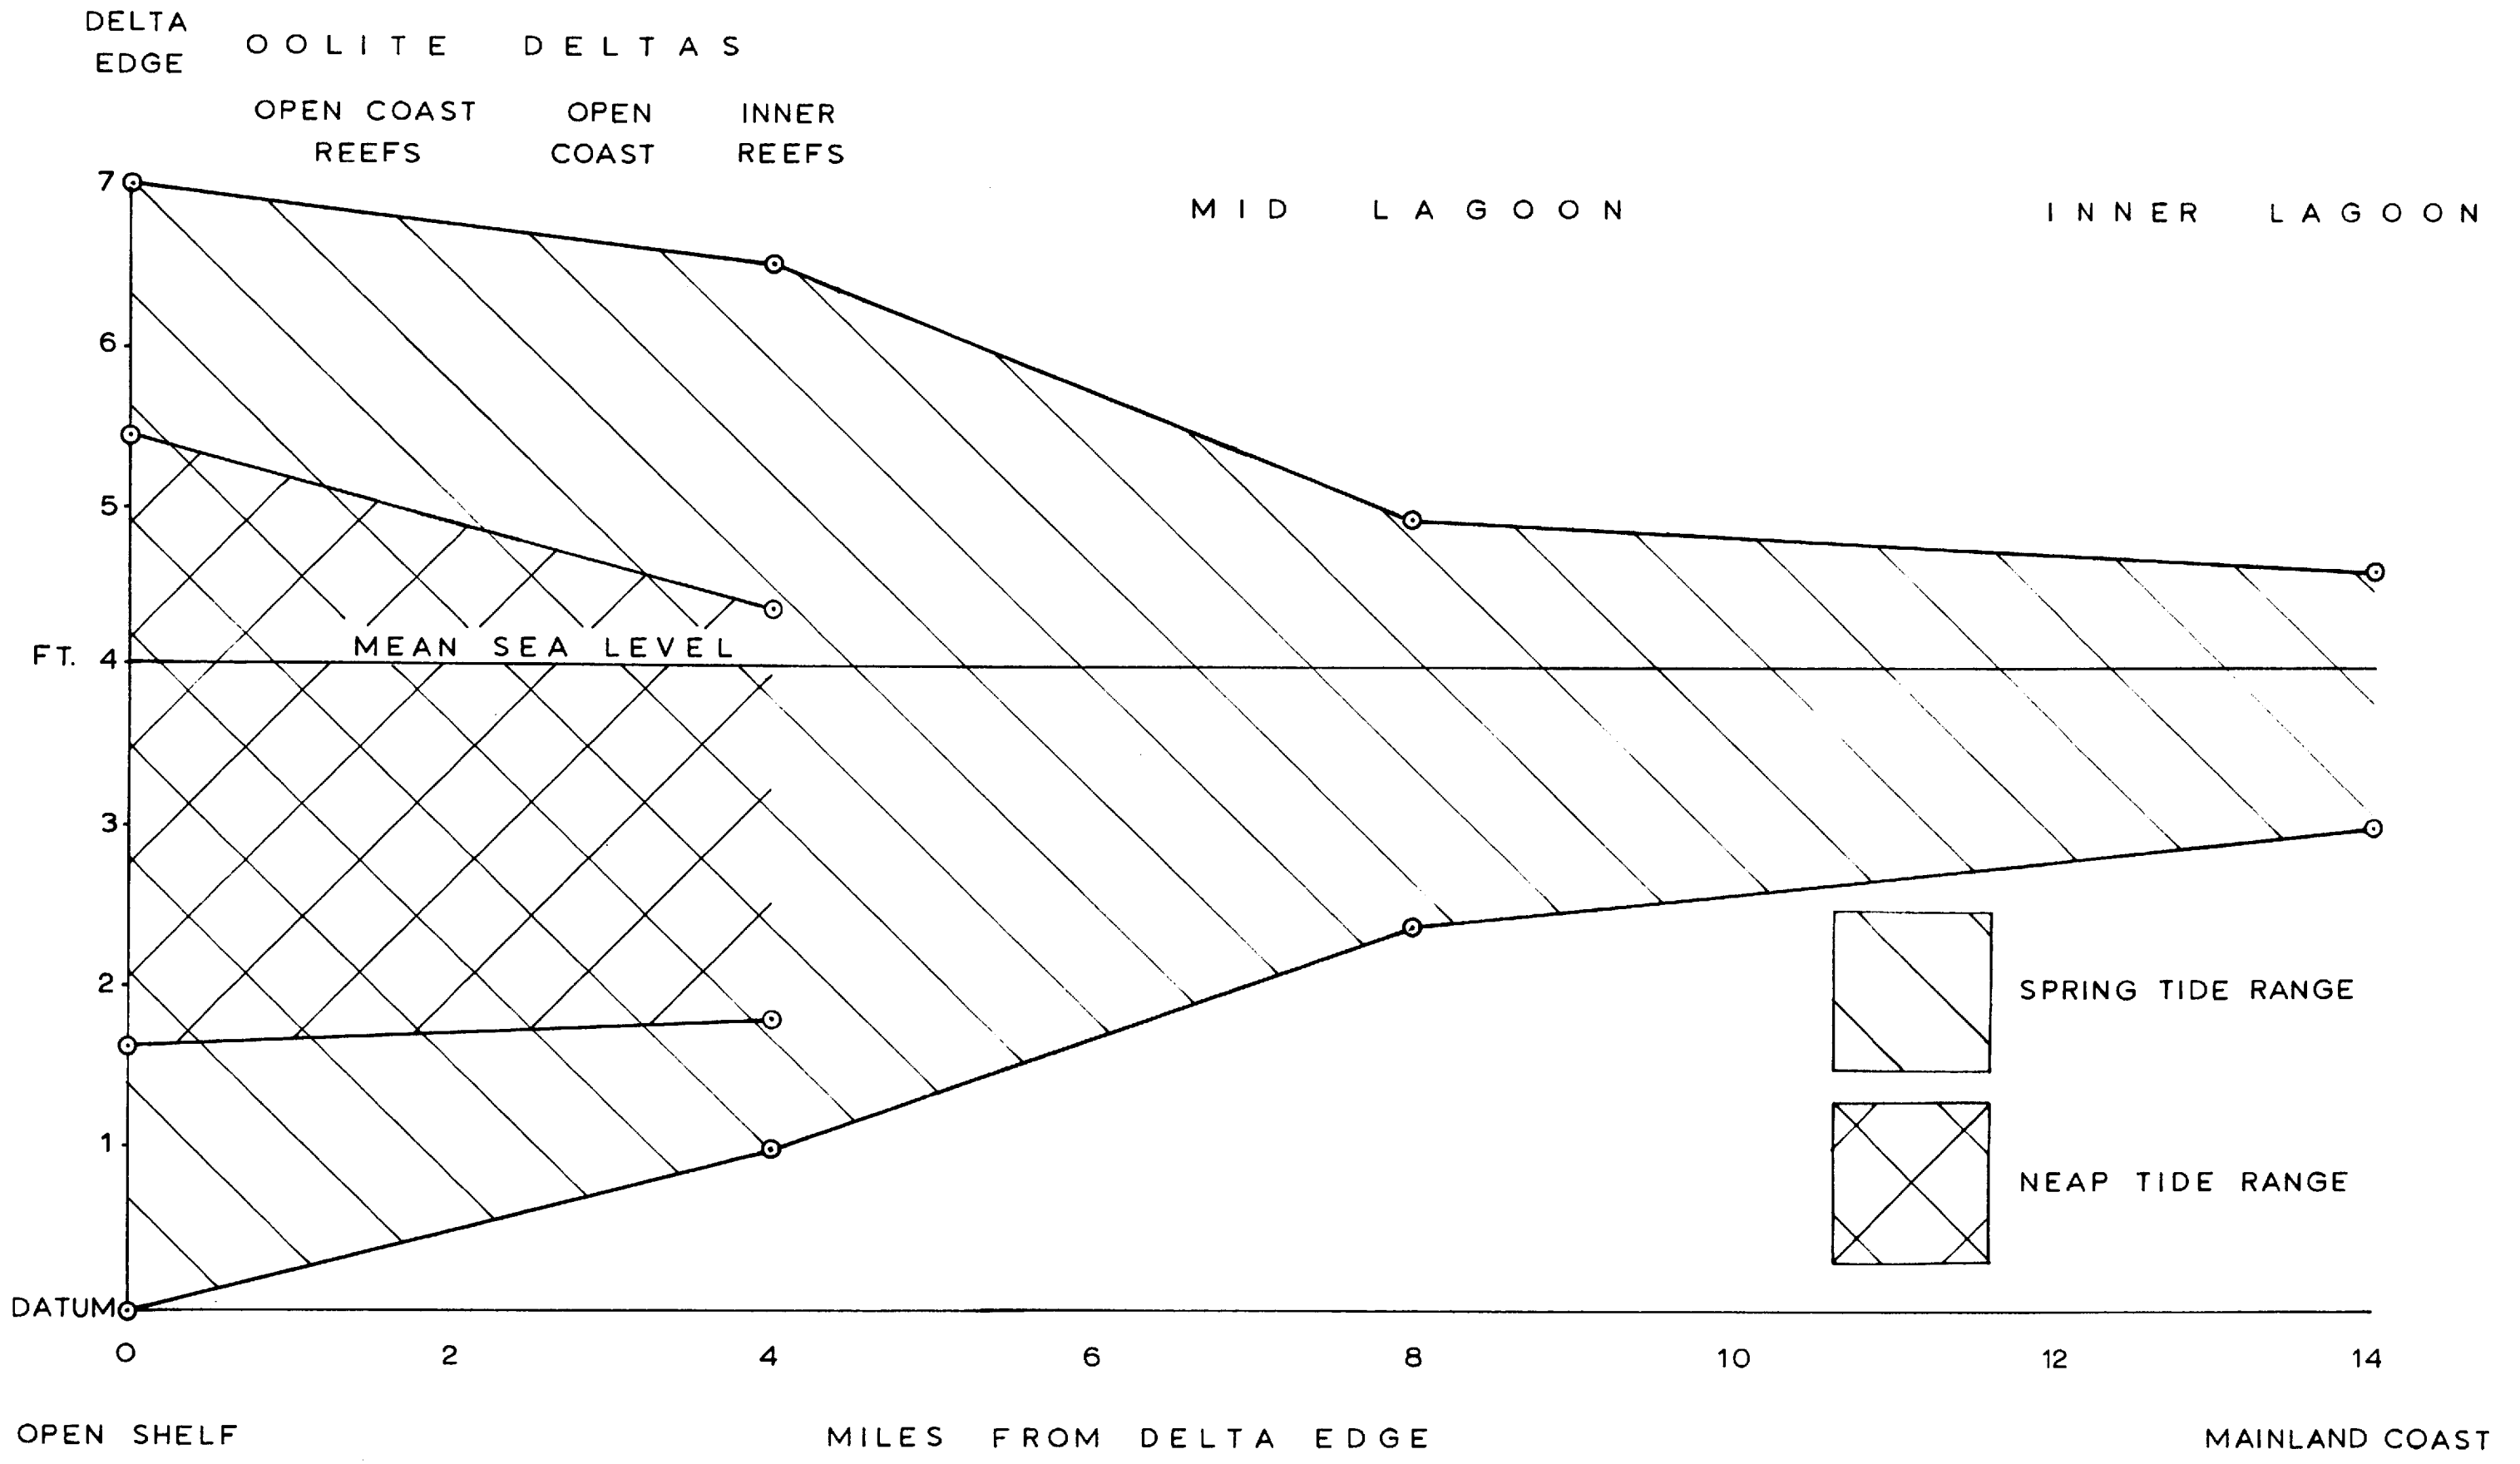 DELTA
EDGE
OOLITE DELTAS
OPEN COAST
REEFS
OPEN
COAST
INNER
REEFS
MID LAGOON
INNER LAGOON
7
6
5
MEAN SEA LEVEL
FT. 4
3
2
1
DATUM
SPRING TIDE RANGE
NEAP TIDE RANGE
0 2 4 6 8 10 12 14
OPEN SHELF
MILES FROM DELTA EDGE
MAINLAND COAST